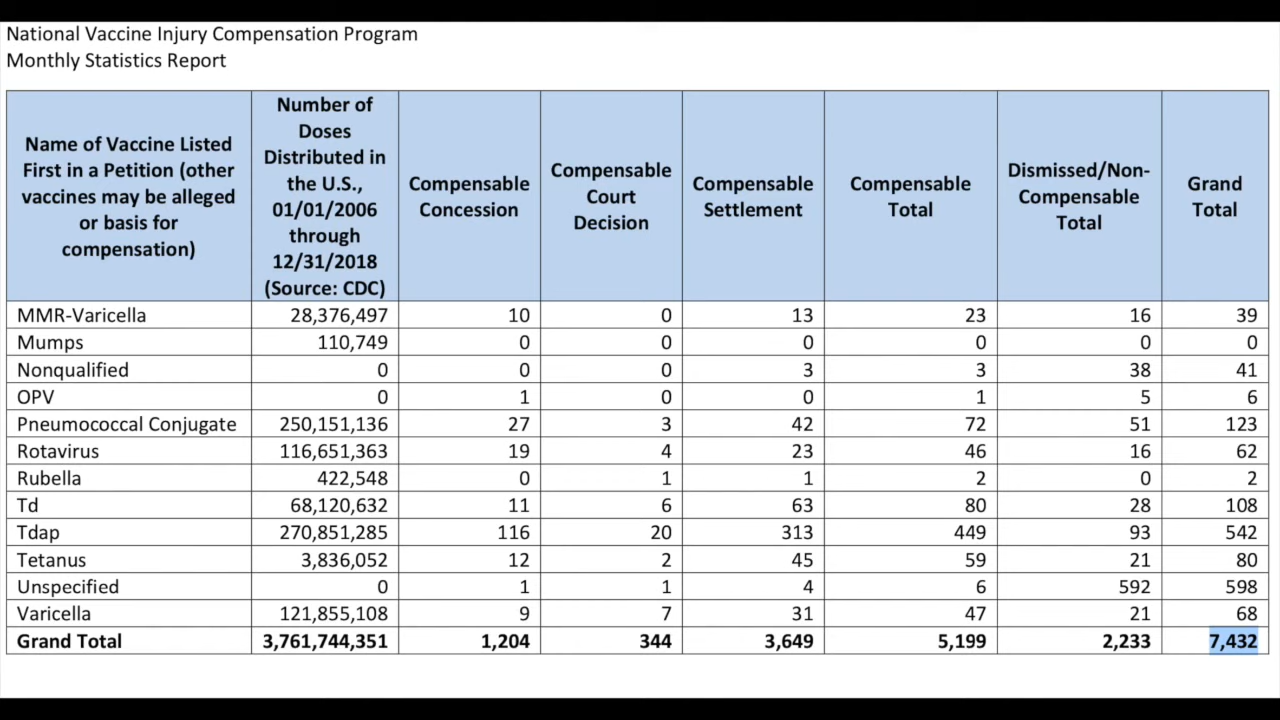 National Vaccine Injury Compensation Program
Monthly Statistics Report
Name of Vaccine Listed First in a Petition (other vaccines may be alleged or basis for compensation) Number of Doses Distributed in the U.S., 01/01/2006 through 12/31/2018 (Source: CDC) Compensable Concession Compensable Court Decision Compensable Settlement Compensable Total Dismissed/Non-Compensable Total Grand Total
MMR-Varicella 28,376,497 10 0 13 23 16 39
Mumps 110,749 0 0 0 0 0 0
Nonqualified 0 0 0 3 3 38 41
OPV 0 1 0 0 1 5 6
Pneumococcal Conjugate 250,151,136 27 3 42 72 51 123
Rotavirus 116,651,363 19 4 23 46 16 62
Rubella 422,548 0 1 1 2 0 2
Td 68,120,632 11 6 63 80 28 108
Tdap 270,851,285 116 20 313 449 93 542
Tetanus 3,836,052 12 2 45 59 21 80
Unspecified 0 1 1 4 6 592 598
Varicella 121,855,108 9 7 31 47 21 68
Grand Total 3,761,744,351 1,204 344 3,649 5,199 2,233 7,432